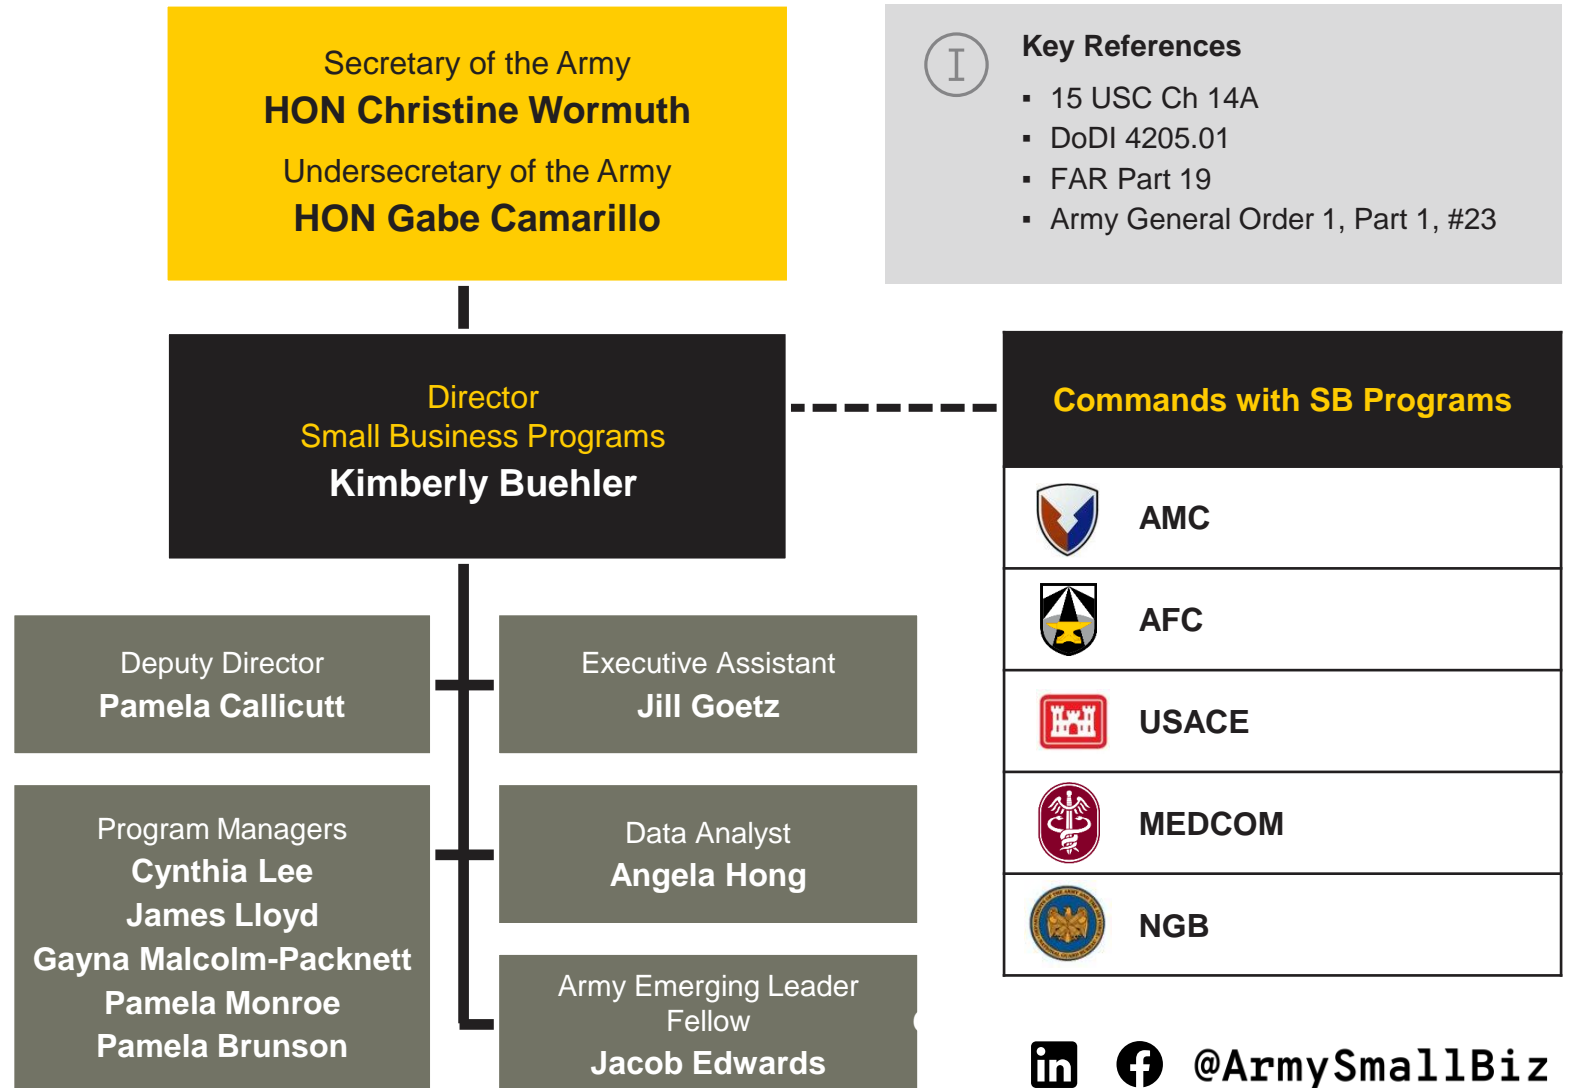 Secretary of the Army
HON Christine Wormuth
Undersecretary of the Army
HON Gabe Camarillo
Key References
▪ 15 USC Ch 14A
▪ DoDI 4205.01
▪ FAR Part 19
▪ Army General Order 1, Part 1, #23
Director
Small Business Programs
Kimberly Buehler
Commands with SB Programs
AMC
AFC
USACE
MEDCOM
NGB
Deputy Director
Pamela Callicutt
Executive Assistant
Jill Goetz
Program Managers
Cynthia Lee
James Lloyd
Gayna Malcolm-Packnett
Pamela Monroe
Pamela Brunson
Data Analyst
Angela Hong
Army Emerging Leader
Fellow
Jacob Edwards
in f @ArmySmallBiz